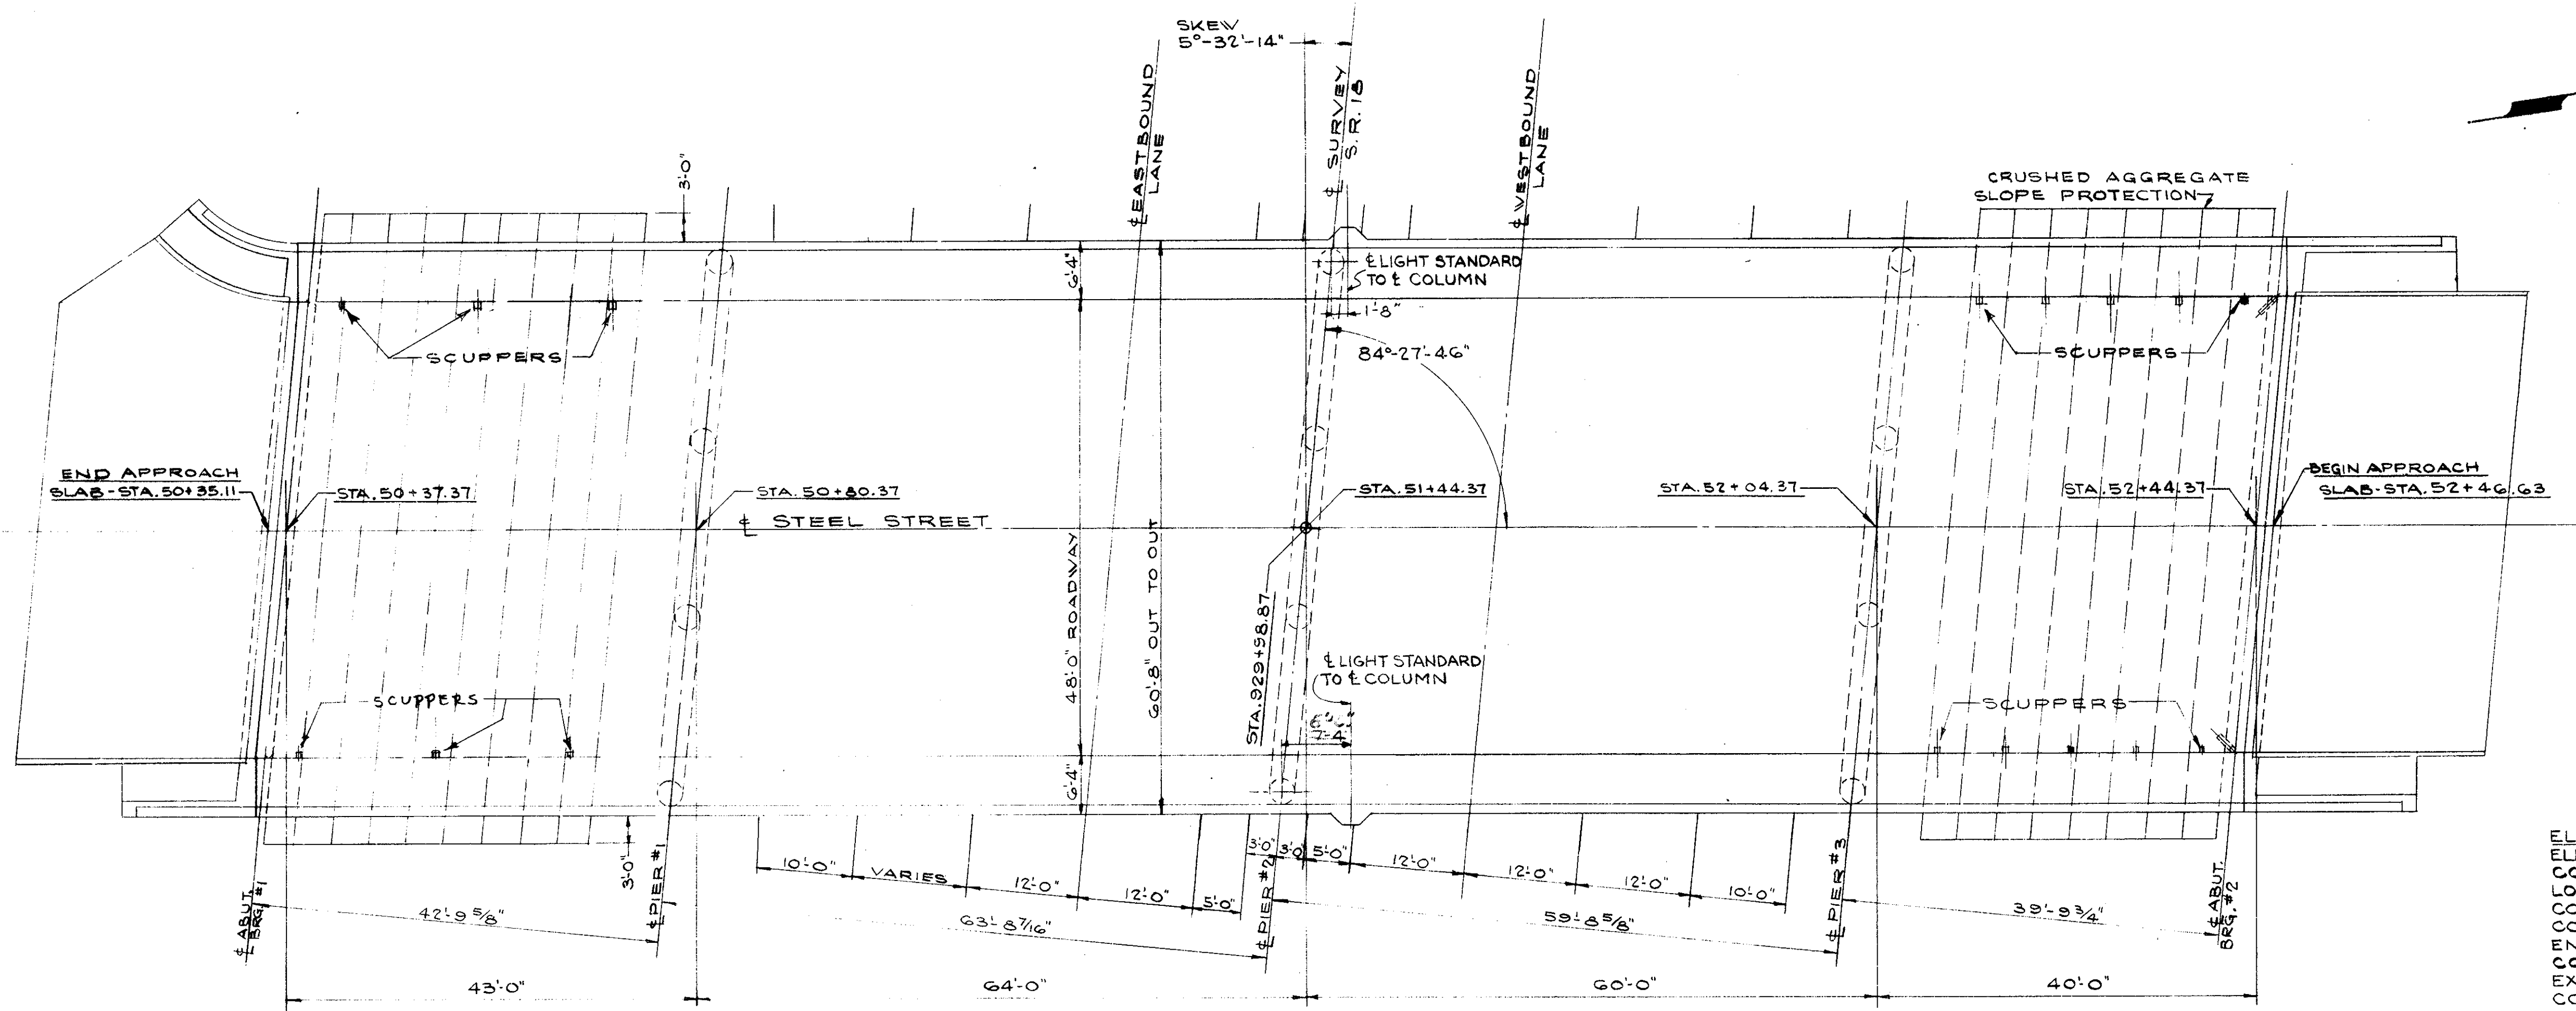 SKEW
5°-32'-14"
℄ EASTBOUND
LANE
℄ SURVEY
S.R. 18
℄ WESTBOUND
LANE
3'-0"
CRUSHED AGGREGATE
SLOPE PROTECTION
6'-4"
℄ LIGHT STANDARD
TO ℄ COLUMN
1'-8"
84°-27'-46"
SCUPPERS
SCUPPERS
END APPROACH
SLAB-STA. 50+35.11
STA. 50+37.37
STA. 50+80.37
℄ STEEL STREET
STA. 51+44.37
STA. 52+04.37
STA. 52+44.37
BEGIN APPROACH
SLAB-STA. 52+46.63
48'-0" ROADWAY
60'-8" OUT TO OUT
STA. 929+98.87
℄ LIGHT STANDARD
TO ℄ COLUMN
7'-4"
SCUPPERS
SCUPPERS
6'-4"
3'-0"
10'-0"
VARIES
12'-0"
12'-0"
5'-0"
3'-0"
3'-0"
5'-0"
12'-0"
12'-0"
12'-0"
10'-0"
℄ ABUT.
BRG. #1
℄ PIER #1
℄ PIER #2
℄ PIER #3
℄ ABUT.
BRG. #2
42'-9 5/8"
63'-8 7/16"
59'-8 5/8"
39'-9 3/4"
43'-0"
64'-0"
60'-0"
40'-0"